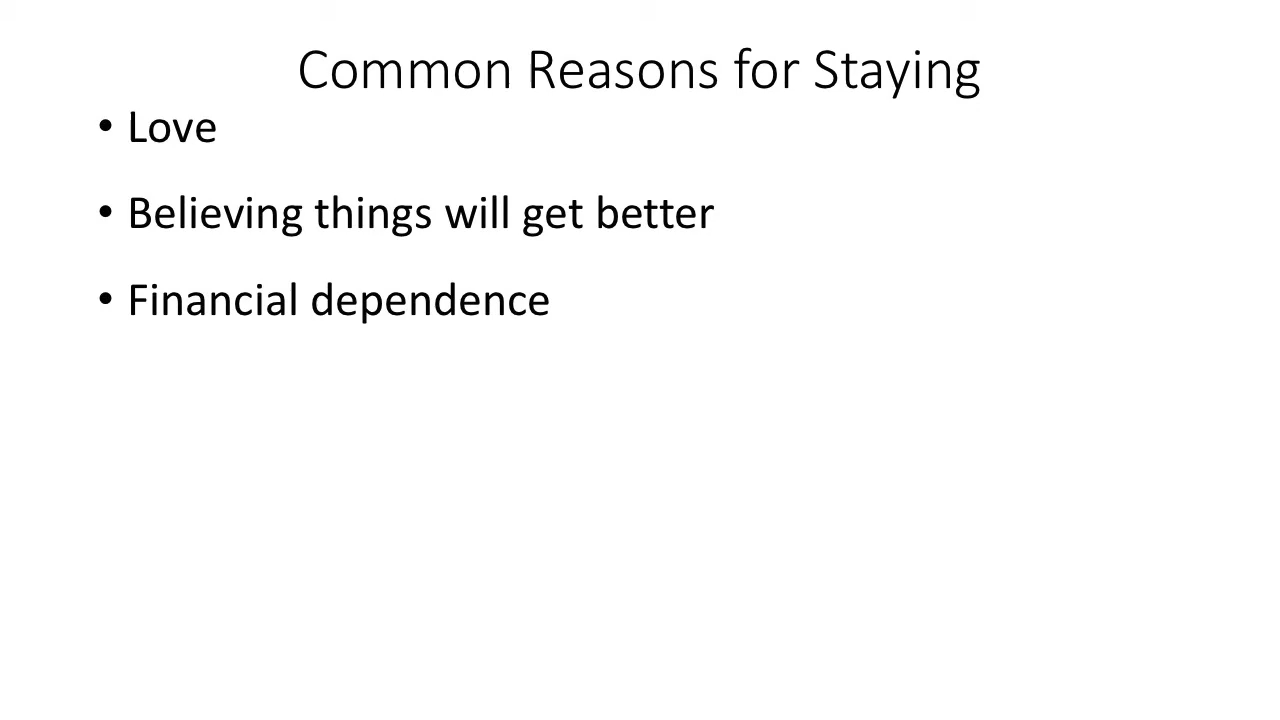 Common Reasons for Staying
• Love
• Believing things will get better
• Financial dependence